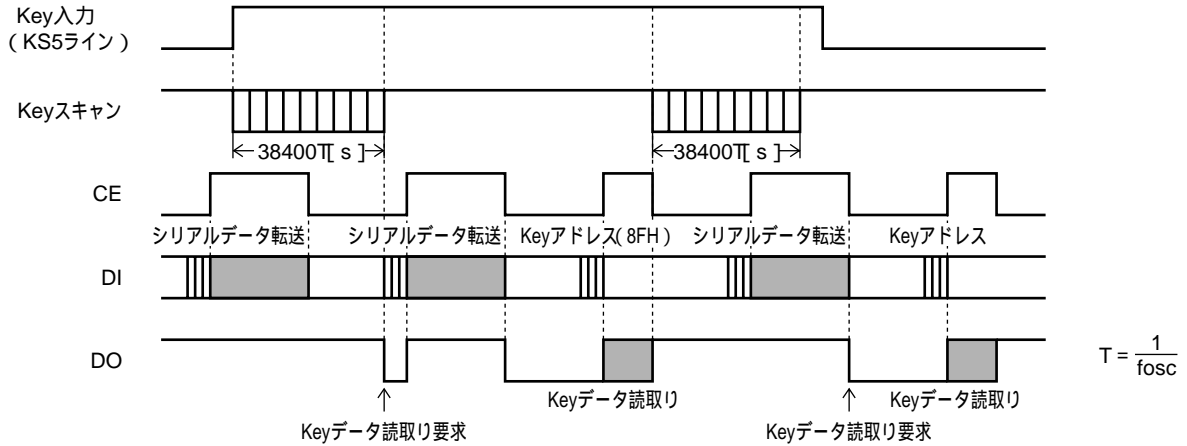 Key入力
(KS5ライン)
Keyスキャン
38400T[s]
38400T[s]
CE
シリアルデータ転送
シリアルデータ転送
Keyアドレス(8FH)
シリアルデータ転送
Keyアドレス
DI
DO
T = 1/fosc
Keyデータ読取り
Keyデータ読取り
Keyデータ読取り要求
Keyデータ読取り要求